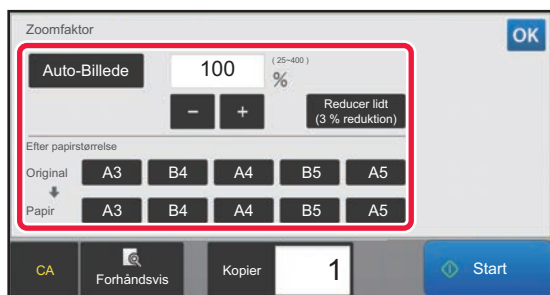 Zoomfaktor
OK
Auto-Billede
100
(25~400)
%
−
+
Reducer lidt
(3 % reduktion)
Efter papirstørrelse
Original A3 B4 A4 B5 A5
Papir A3 B4 A4 B5 A5
CA
Forhåndsvis
Kopier
1
Start